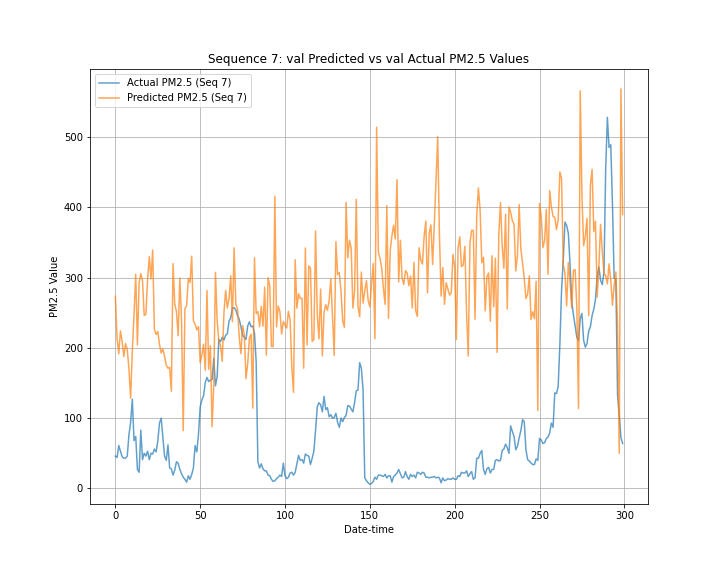 Sequence 7: val Predicted vs val Actual PM2.5 Values
Actual PM2.5 (Seq 7)
Predicted PM2.5 (Seq 7)
500
400
300
200
100
0
PM2.5 Value
0 50 100 150 200 250 300
Date-time